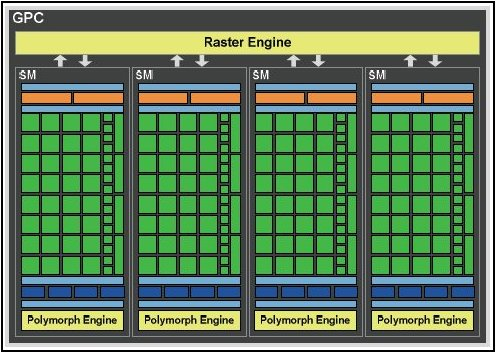 GPC
Raster Engine
SM SM SM SM
Polymorph Engine Polymorph Engine Polymorph Engine Polymorph Engine